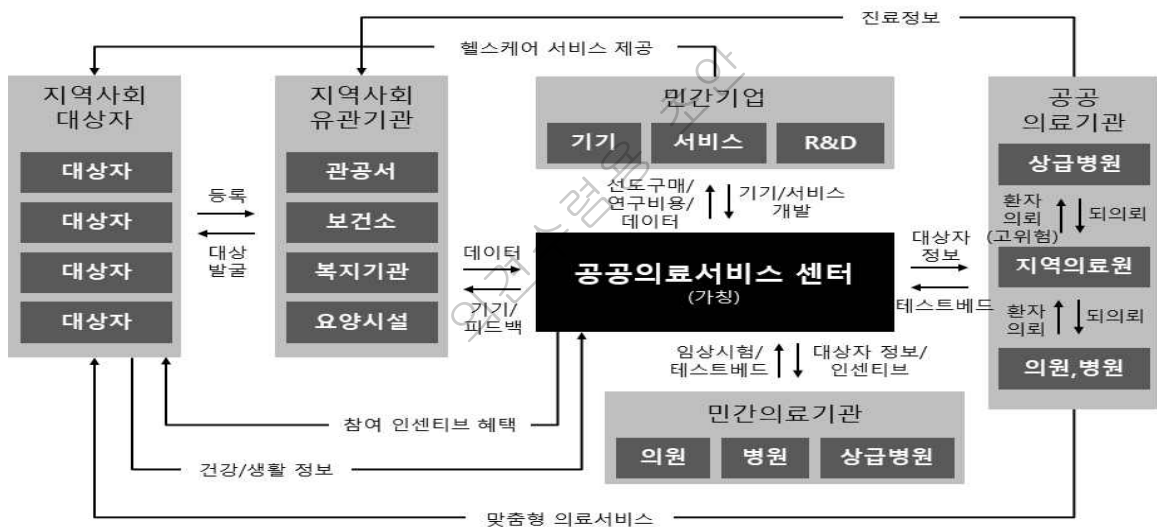 진료정보
헬스케어 서비스 제공
지역사회
대상자
대상자
대상자
대상자
대상자
등록
대상
발굴
지역사회
유관기관
관공서
보건소
복지기관
요양시설
데이터
기기/
피드백
민간기업
기기
서비스
R&D
선도구매/
연구비용/
데이터
기기/서비스
개발
공공의료서비스 센터
(가칭)
대상자
정보
테스트베드
임상시험/
테스트베드
대상자 정보/
인센티브
민간의료기관
의원
병원
상급병원
공공
의료기관
상급병원
환자
의뢰
(고위험)
되의뢰
지역의료원
환자
의뢰
되의뢰
의원,병원
참여 인센티브 혜택
건강/생활 정보
맞춤형 의료서비스
의견수렴용 초안